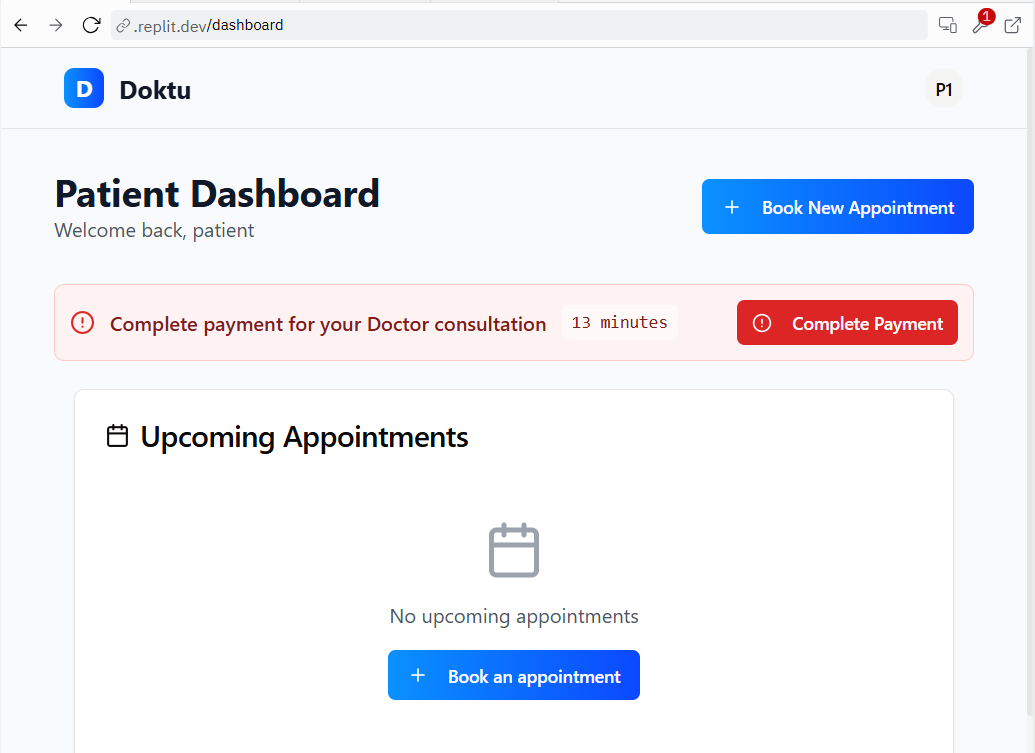 .replit.dev/dashboard
1
D
Doktu
P1
Patient Dashboard
Welcome back, patient
Book New Appointment
Complete payment for your Doctor consultation
13 minutes
Complete Payment
Upcoming Appointments
No upcoming appointments
Book an appointment